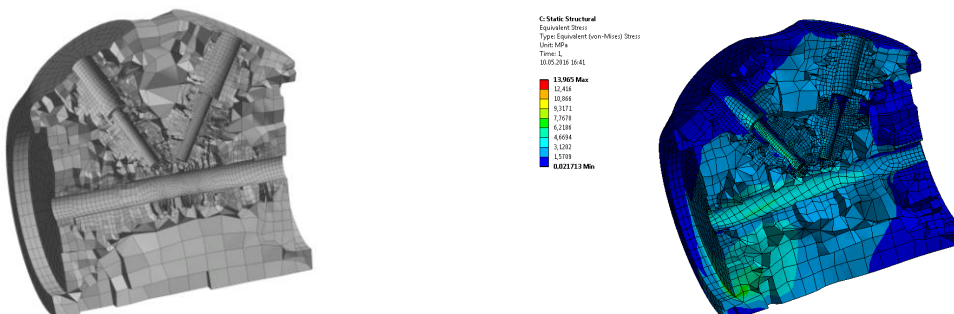 C: Static Structural
Equivalent Stress
Type: Equivalent (von-Mises) Stress
Unit: MPa
Time: 1,
10.05.2016 16:41
13,965 Max
12,416
10,866
9,3171
7,7678
6,2186
4,6694
3,1202
1,5709
0,021713 Min